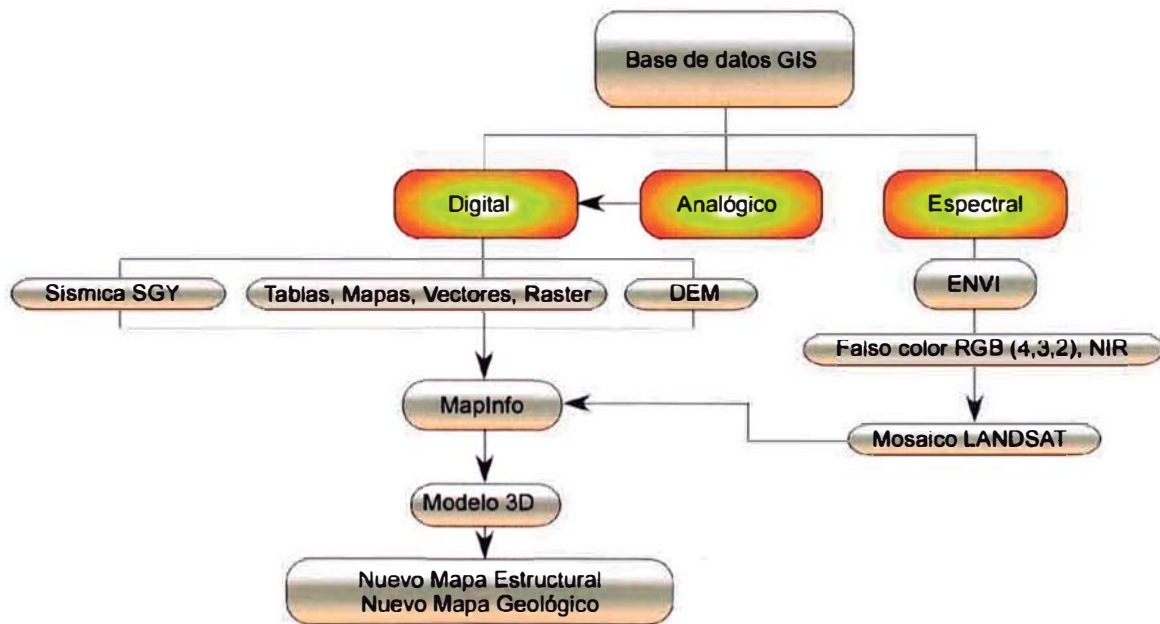 Base de datos GIS
Digital
Analógico
Espectral
Sísmica SGY
Tablas, Mapas, Vectores, Raster
DEM
ENVI
Falso color RGB (4,3,2), NIR
MapInfo
Mosaico LANDSAT
Modelo 3D
Nuevo Mapa Estructural
Nuevo Mapa Geológico